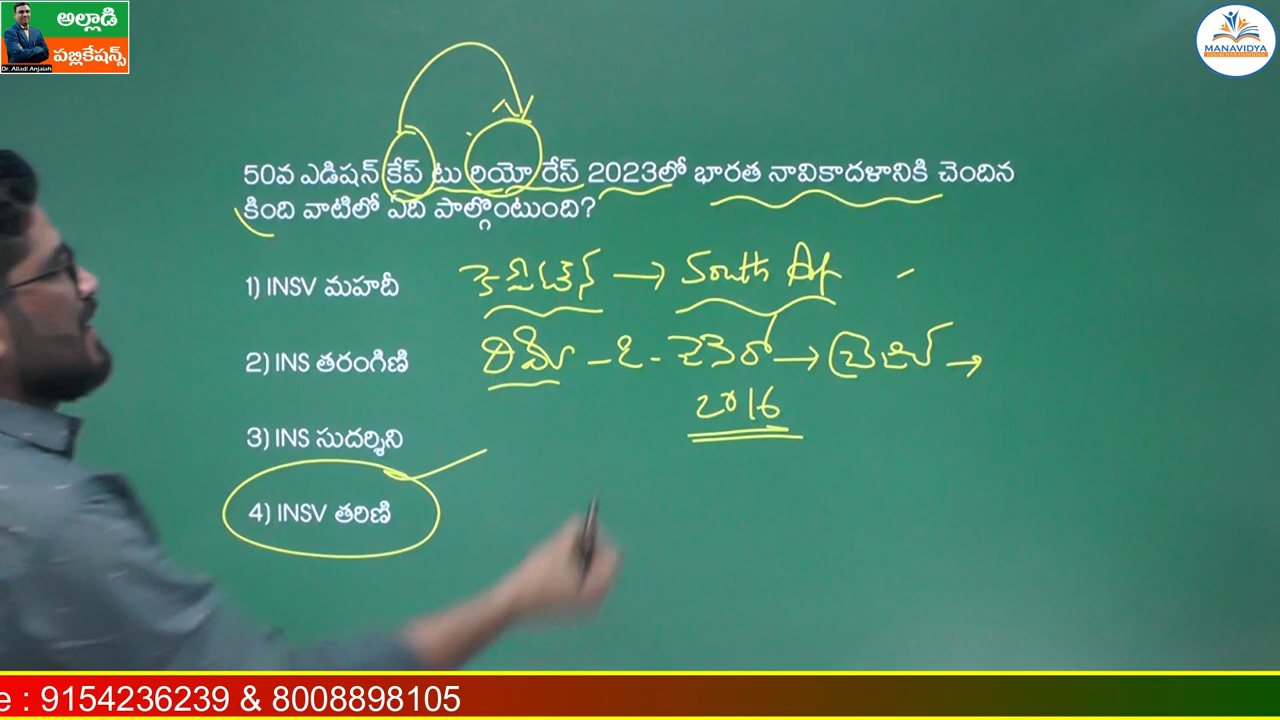 అల్లాడి
పబ్లికేషన్స్
Dr. Alladi Anjaiah
MANAVIDYA
50వ ఎడిషన్ కేప్ టు రియో రేస్ 2023లో భారత నావికాదళానికి చెందిన
కింది వాటిలో ఏది పాల్గొంటుంది?
1) INSV మహదీ
South Af
2) INS తరంగిణి
బ్రెజిల్
2016
3) INS సుదర్శిని
4) INSV తరిణి
e : 9154236239 & 8008898105